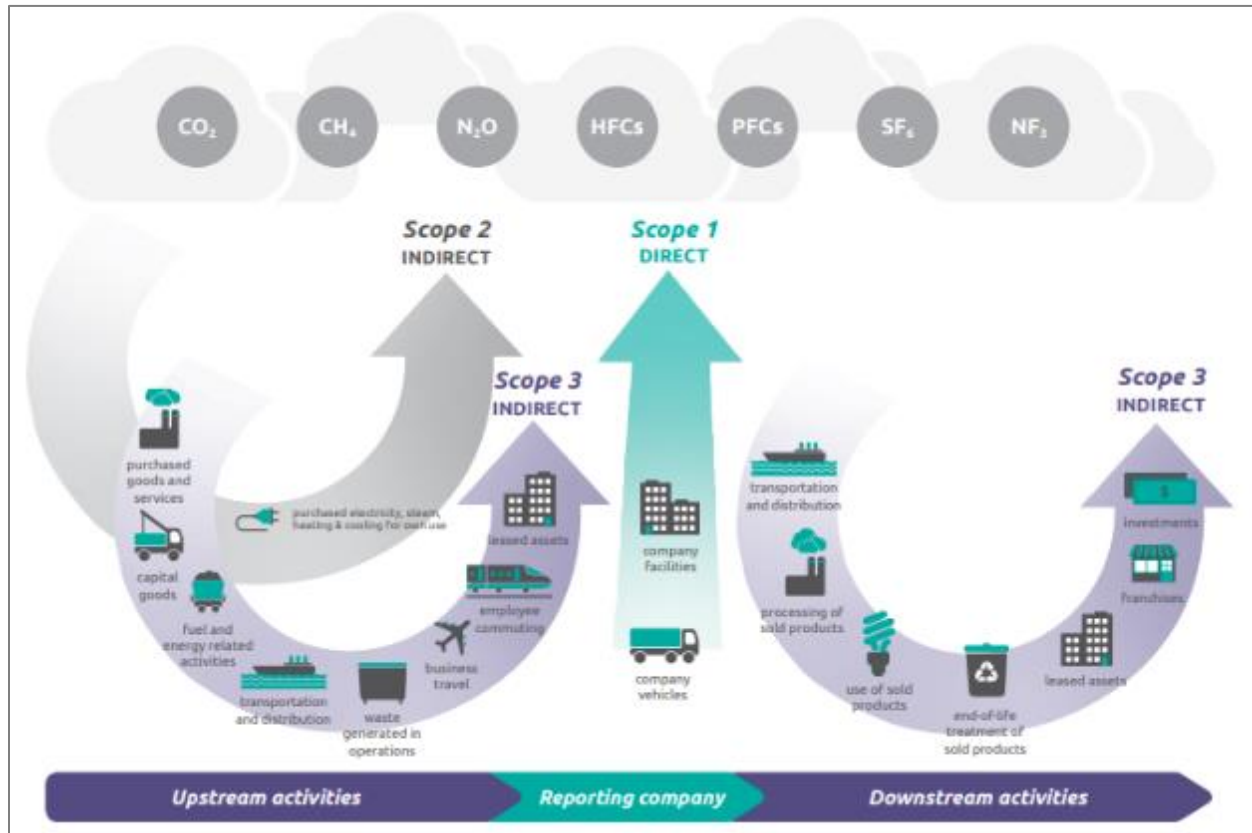 CO₂
CH₄
N₂O
HFCs
PFCs
SF₆
NF₃
Scope 2
INDIRECT
Scope 1
DIRECT
Scope 3
INDIRECT
Scope 3
INDIRECT
purchased
goods and
services
capital
goods
fuel and
energy related
activities
purchased electricity, steam,
heating & cooling for own use
transportation
and distribution
waste
generated in
operations
business
travel
employee
commuting
leased assets
company
facilities
company
vehicles
transportation
and distribution
processing of
sold products
use of sold
products
end-of-life
treatment of
sold products
leased assets
franchises
$
investments
Upstream activities
Reporting company
Downstream activities